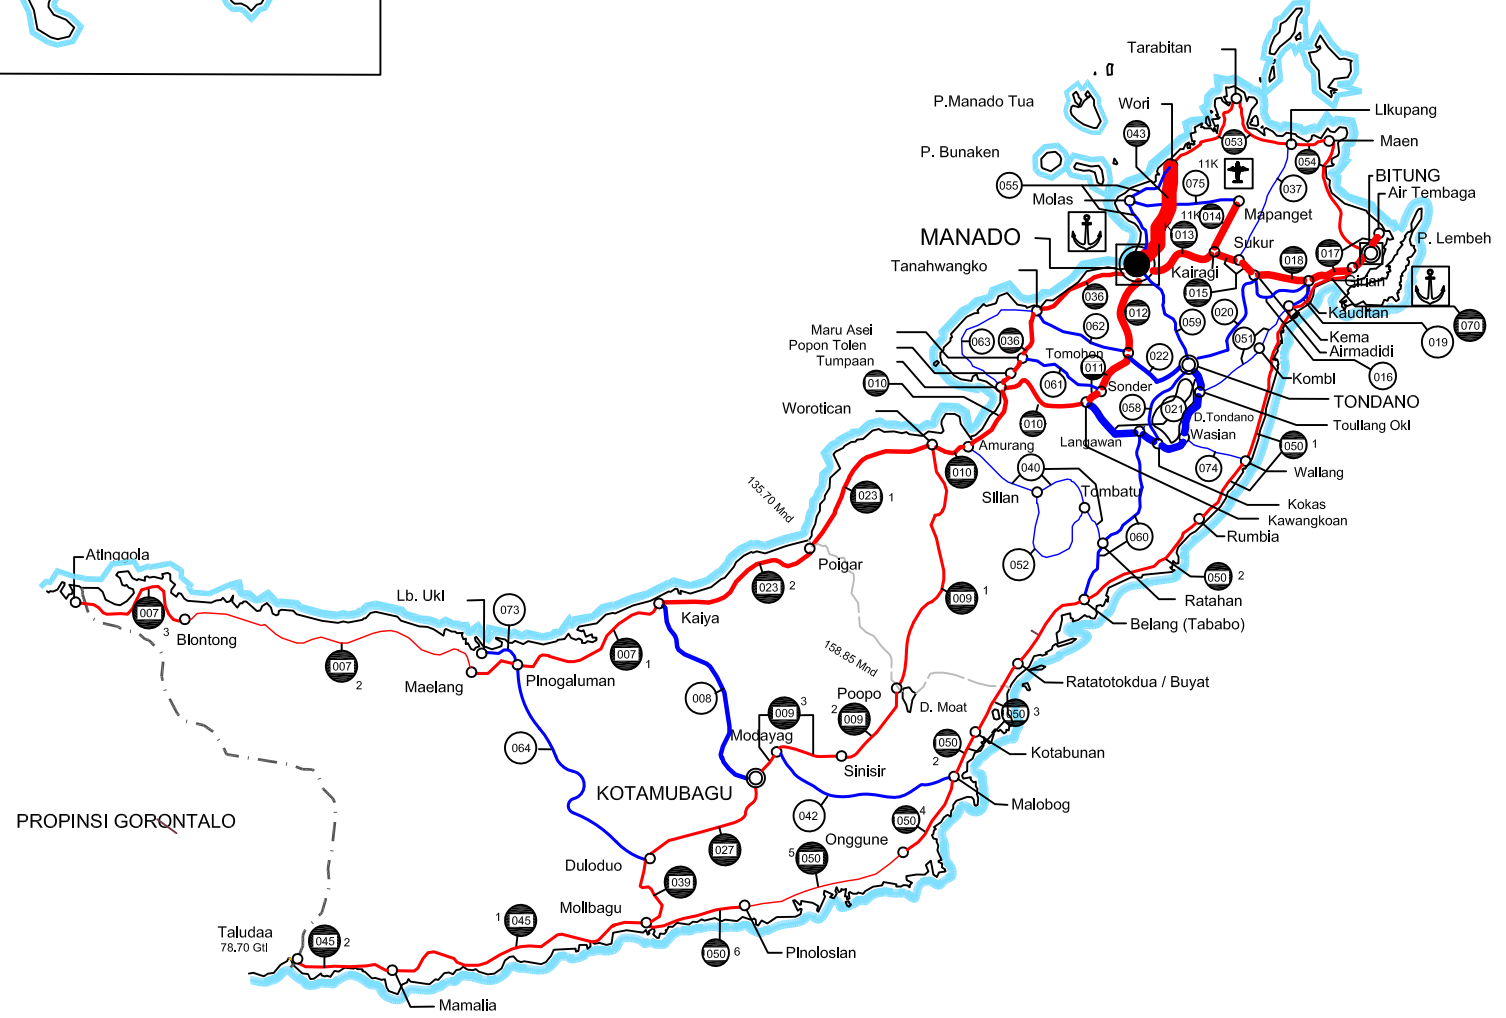 Tarabitan
P.Manado Tua
Wori
LIkupang
043
053
Maen
P. Bunaken
11K
054
BITUNG
055
075
037
Air Tembaga
Molas
11K
014
Mapanget
MANADO
013
Sukur
P. Lembeh
Tanahwangko
Kairagi
018
017
Girian
015
036
012
020
Kauditan
070
062
059
019
Maru Asei
063
036
051
Kema
Popon Tolen
Tomohon
022
Airmadidi
Tumpaan
011
016
010
061
Sonder
Kombl
Worotican
058
021
TONDANO
010
D.Tondano
Toullang Okl
Langawan
Wasian
Amurang
050 1
010
040
074
Wallang
135.70 Mnd
023 1
SIllan
Tombatu
Kokas
Kawangkoan
Rumbia
060
Poigar
052
AtInggola
023 2
050 2
Lb. UkI
073
009 1
Ratahan
007 3
Kaiya
Belang (Tababo)
Blontong
007 2
007 1
158.85 Mnd
Maelang
PInogaluman
Ratatotokdua / Buyat
008
Poopo
D. Moat
009 3
2 009
050 3
Modayag
050 2
Kotabunan
064
Sinisir
KOTAMUBAGU
Malobog
042
PROPINSI GORONTALO
050 4
027
Onggune
5 050
Duloduo
039
Mollbagu
1 045
Taludaa
78.70 Gtl
045 2
050 6
PInoloslan
Mamalia